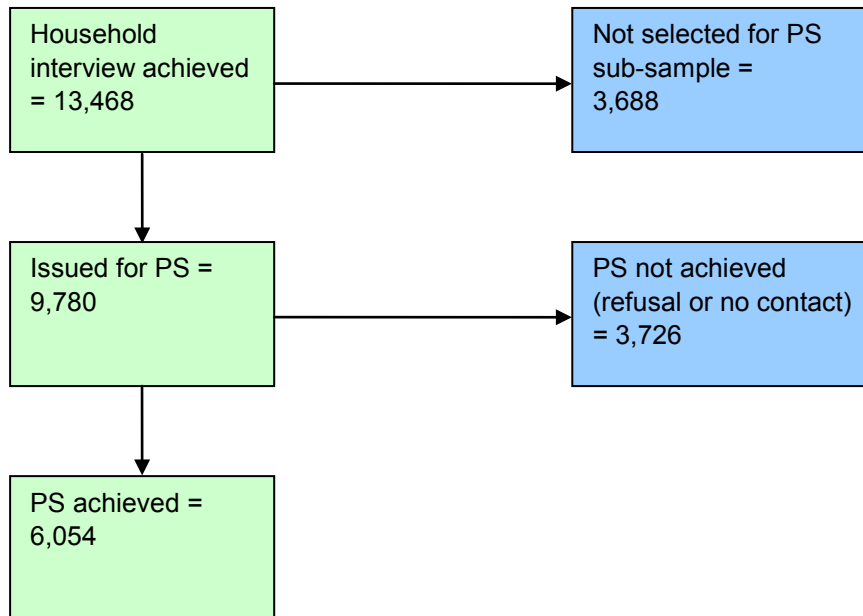 Household
interview achieved
= 13,468
Not selected for PS
sub-sample =
3,688
Issued for PS =
9,780
PS not achieved
(refusal or no contact)
= 3,726
PS achieved =
6,054